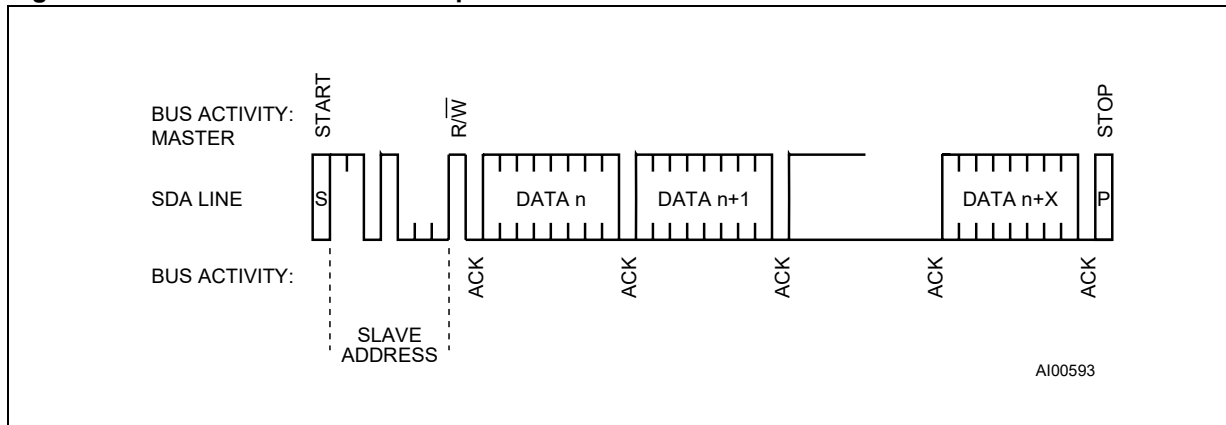 BUS ACTIVITY:
MASTER
START
R/W
STOP
SDA LINE
S
DATA n
DATA n+1
DATA n+X
P
BUS ACTIVITY:
ACK
ACK
ACK
ACK
ACK
SLAVE
ADDRESS
AI00593